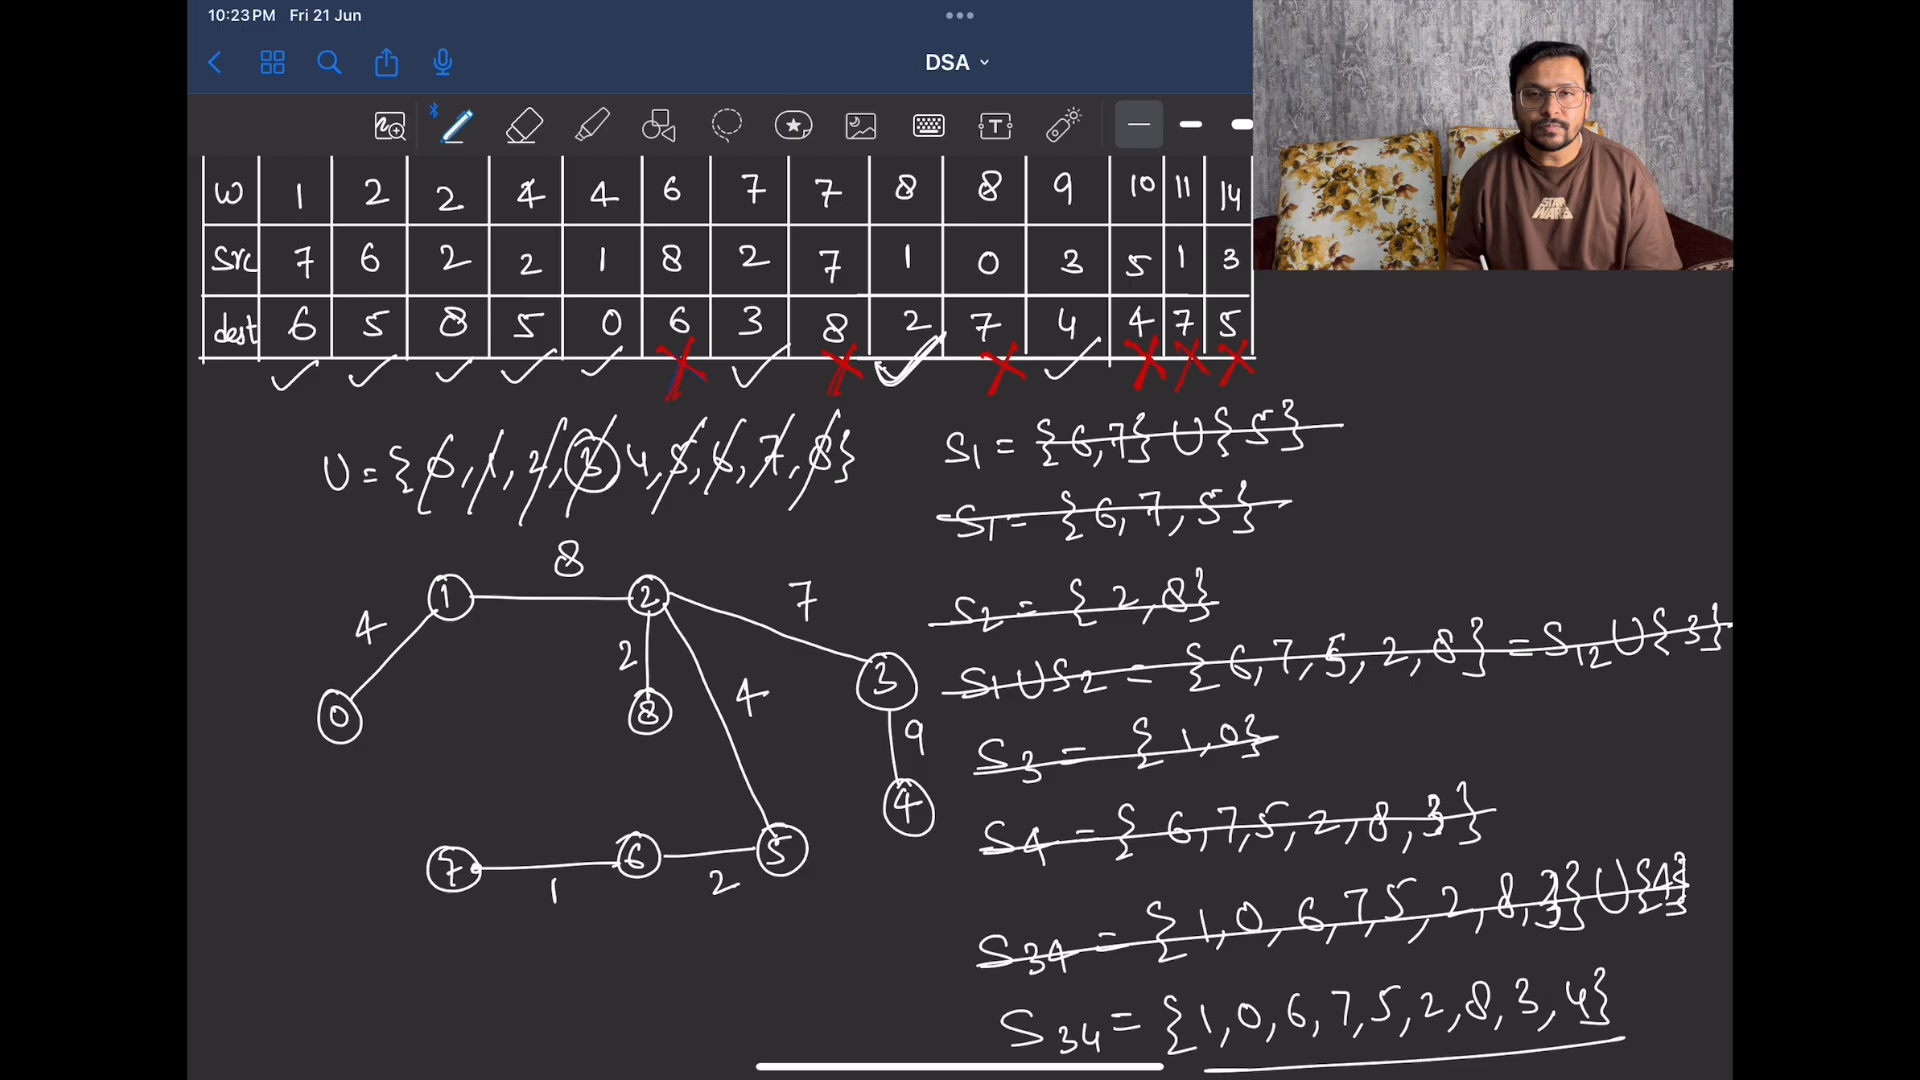 10:23 PM Fri 21 Jun
DSA
T
STAR WARS
W 1 2 2 4 4 6 7 7 8 8 9 10 11 14
Src 7 6 2 2 1 8 2 7 1 0 3 5 1 3
dest 6 5 8 5 0 6 3 8 2 7 4 4 7 5
U = {0, 1, 2, 3 4, 5, 6, 7, 8}
S1 = {6,7} U {5}
S1 = {6, 7, 5}
S2 = {2,8}
S1 U S2 = {6, 7, 5, 2, 8} = S12 U {3}
S3 = {1,0}
S4 = {6,7,5, 2, 8, 3}
S34 = {1, 0, 6, 7, 5, 2, 8, 3} U {4}
S34 = {1, 0, 6, 7, 5, 2, 8, 3, 4}
8
1 2 7
4
2
3
0 8 4
9
4
7 6 5
1 2